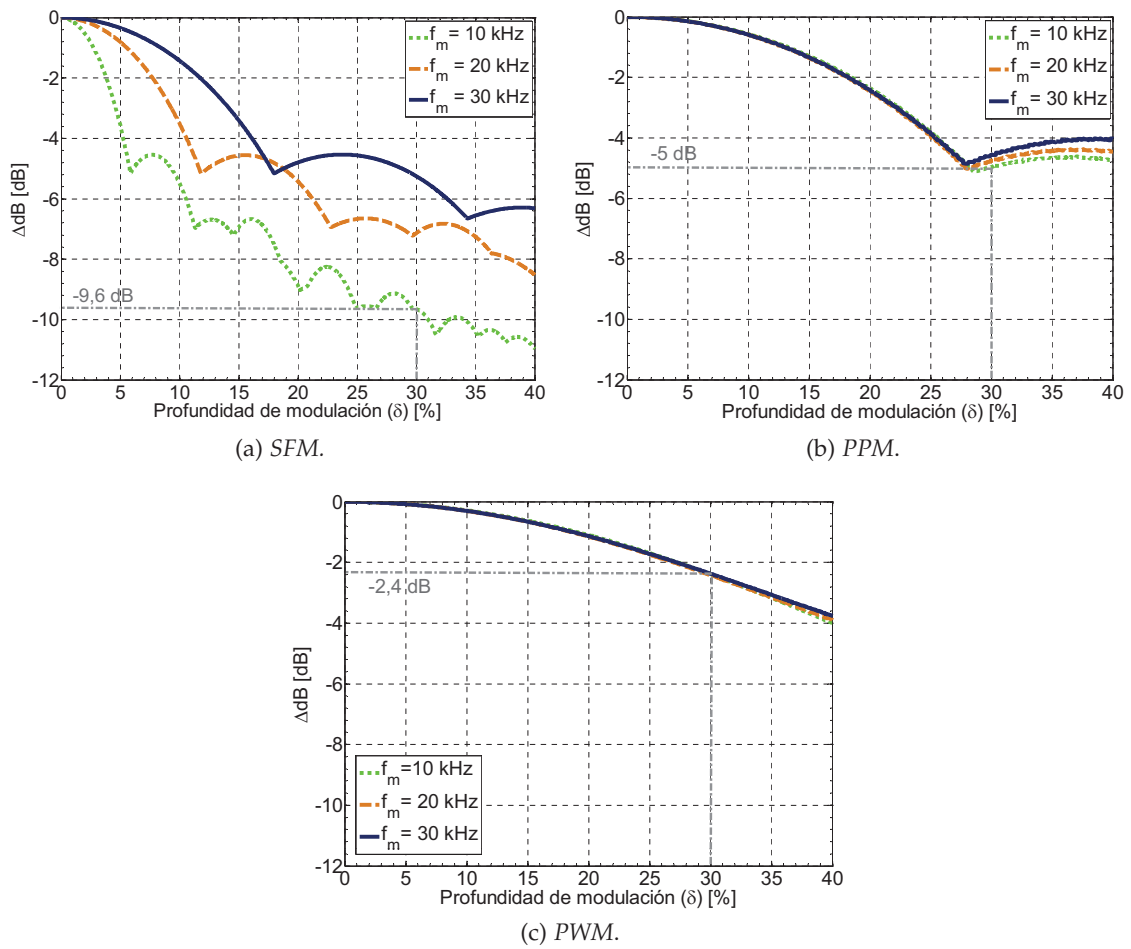 0
-2
-4
-6
-8
-10
-12
ΔdB [dB]
f_m = 10 kHz
f_m = 20 kHz
f_m = 30 kHz
-9,6 dB
0 5 10 15 20 25 30 35 40
Profundidad de modulación (δ) [%]
(a) SFM.
0
-2
-4
-6
-8
-10
-12
ΔdB [dB]
f_m = 10 kHz
f_m = 20 kHz
f_m = 30 kHz
-5 dB
0 5 10 15 20 25 30 35 40
Profundidad de modulación (δ) [%]
(b) PPM.
0
-2
-4
-6
-8
-10
-12
ΔdB [dB]
-2,4 dB
f_m=10 kHz
f_m= 20 kHz
f_m= 30 kHz
0 5 10 15 20 25 30 35 40
Profundidad de modulación (δ) [%]
(c) PWM.